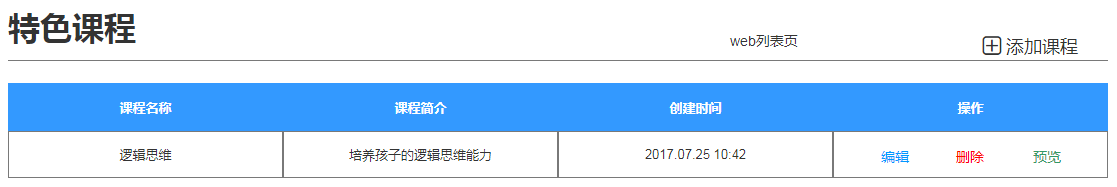 特色课程
web列表页
添加课程
课程名称 课程简介 创建时间 操作
逻辑思维 培养孩子的逻辑思维能力 2017.07.25 10:42 编辑 删除 预览